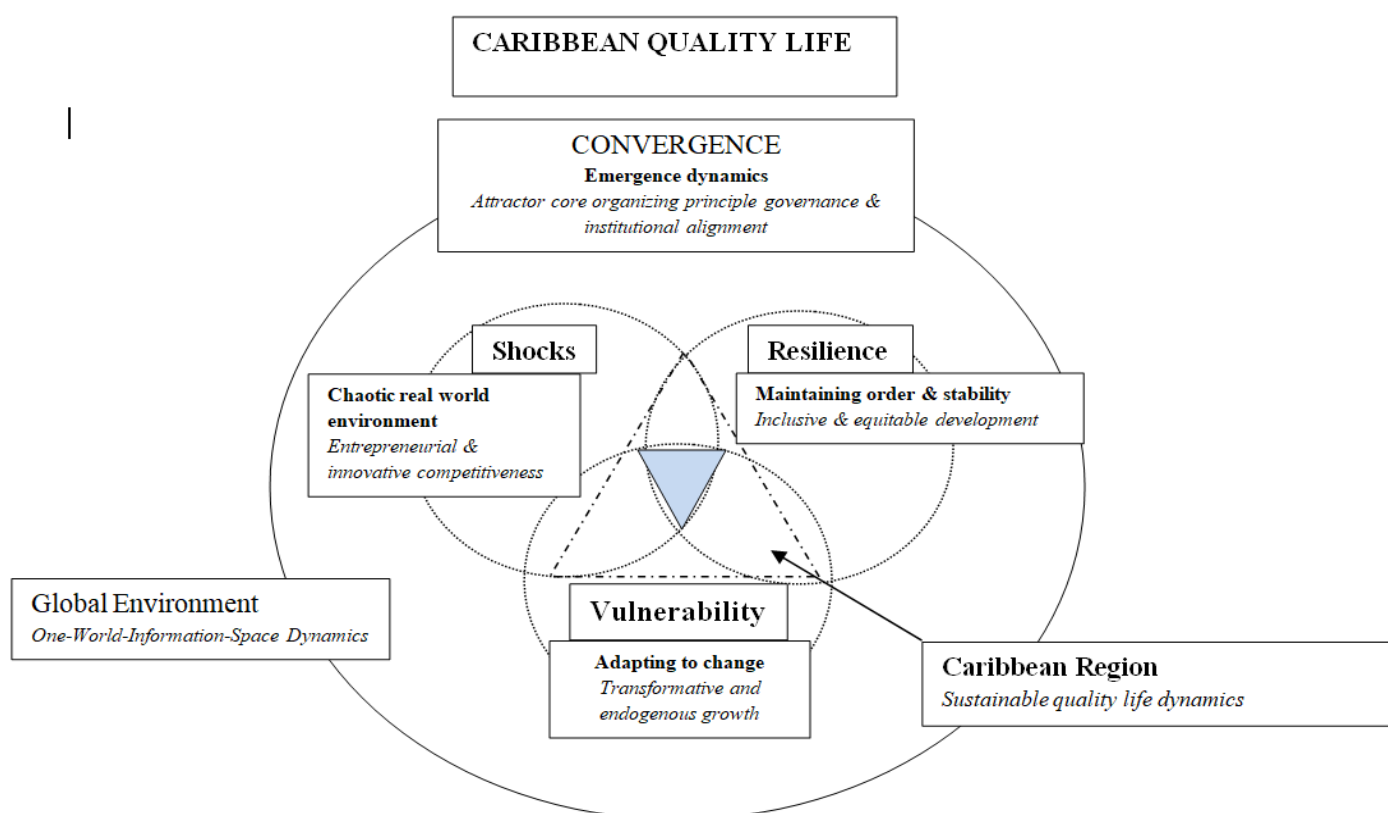 CARIBBEAN QUALITY LIFE
CONVERGENCE
Emergence dynamics
Attractor core organizing principle governance &
institutional alignment
Shocks
Chaotic real world
environment
Entrepreneurial &
innovative competitiveness
Resilience
Maintaining order & stability
Inclusive & equitable development
Global Environment
One-World-Information-Space Dynamics
Vulnerability
Adapting to change
Transformative and
endogenous growth
Caribbean Region
Sustainable quality life dynamics